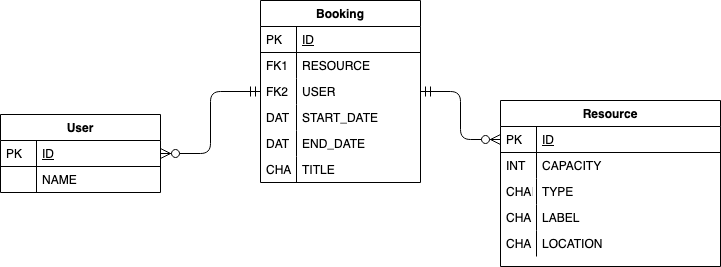 Booking
PK ID
FK1 RESOURCE
FK2 USER
DAT START_DATE
DAT END_DATE
CHA TITLE
User
PK ID
NAME
Resource
PK ID
INT CAPACITY
CHA TYPE
CHA LABEL
CHA LOCATION